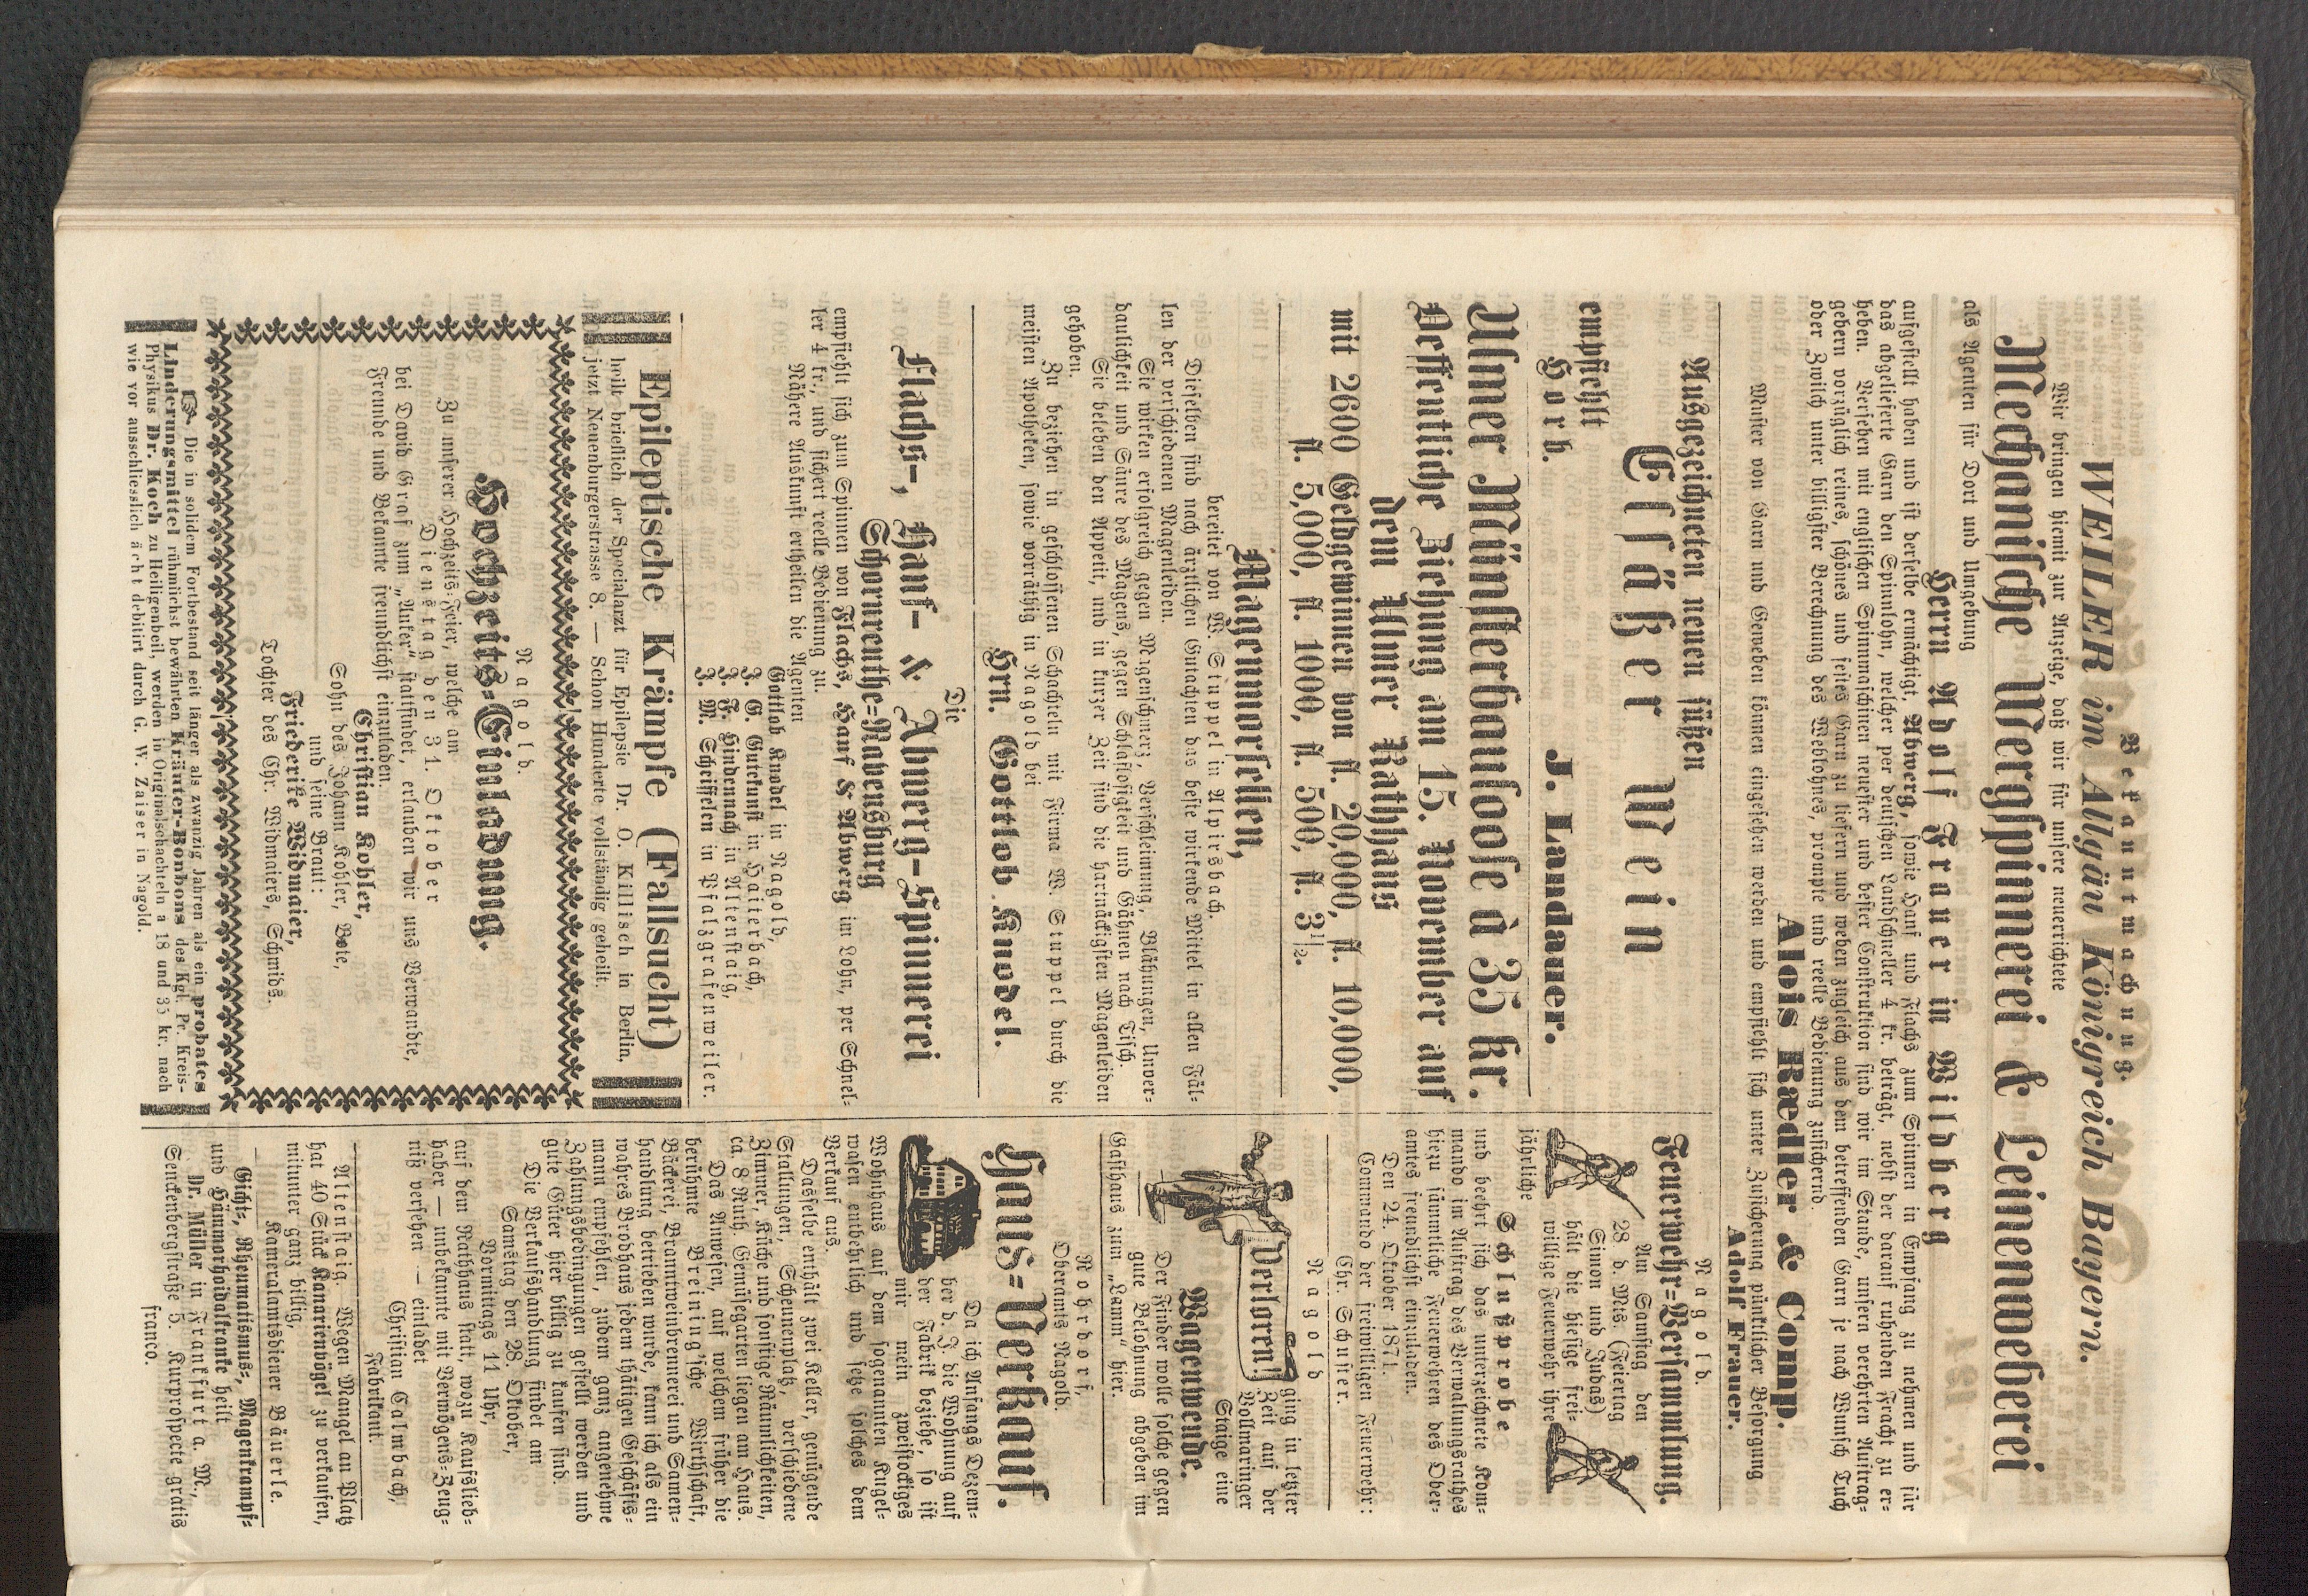 Bekanntmachung.
WEILER im Allgäu Königreich Bayern.
Wir bringen hiemit zur Anzeige, daß wir für unsere neuerrichtete
Mechanische Wergspinnerei & Leinenweberei
als Agenten für Dort und Umgebung
Herrn Adolf Frauer in Wildberg
aufgestellt haben und ist derselbe ermächtigt, Abwerg, sowie Hanf und Flachs zum Spinnen in Empfang zu nehmen und für
das abgelieferte Garn den Spinnlohn, welcher per deutschen Landschneller 4 kr. beträgt, nebst der darauf ruhenden Fracht zu er-
heben. Versehen mit englischen Spinnmaschinen neuester und bester Construktion sind wir im Stande, unsern verehrten Auftrag-
gebern vorzüglich reines, schönes und festes Garn zu liefern und weben zugleich aus dem betreffenden Garn je nach Wunsch Tuch
oder Zwilch unter billigster Berechnung des Weblohnes, prompte und reelle Bedienung zusichernd.
Alois Rædler & Comp.
Muster von Garn und Geweben können eingesehen werden und empfiehlt sich unter Zusicherung pünktlicher Besorgung
Adolf Frauer.
Ausgezeichneten neuen süßen
Elsäßer Wein
empfiehlt
Horb. J. Landauer.
Ulmer Münsterbauloose à 35 kr.
Oeffentliche Ziehung am 15. November auf
dem Ulmer Rathhaus
mit 2600 Geldgewinnen von fl. 20,000, fl. 10,000,
fl. 5,000, fl. 1000, fl. 500, fl. 3½.
Magenmorsellen,
bereitet von W. Stuppel in Alpirsbach.
Dieselben sind nach ärztlichen Gutachten das beste wirkende Mittel in allen Fäl-
len der verschiedenen Magenleiden.
Sie wirken erfolgreich gegen Magenschmerz, Verschleimung, Blähungen, Unver-
daulichkeit und Säure des Magens, gegen Schlaflosigkeit und Gähnen nach Tisch.
Sie beleben den Appetit, und in kurzer Zeit sind die hartnäckigsten Magenleiden
gehoben.
Zu beziehen in geschlossenen Schachteln mit Firma W. Stuppel durch die
meisten Apotheken, sowie vorräthig in Nagold bei
Hrn. Gottlob Knodel.
Die
Flachs-, Hanf- & Abwerg-Spinnerei
Schornreuthe-Ravensburg
empfiehlt sich zum Spinnen von Flachs, Hanf & Abwerg im Lohn, per Schnel-
ler 4 kr., und sichert reelle Bedienung zu.
Nähere Auskunft ertheilen die Agenten
Gottlob Knodel in Nagold,
J. G. Gutekunst in Haiterbach,
J. F. Hindennach in Altenstaig,
J. M. Scheiffelen in Pfalzgrafenweiler.
Epileptische Krämpfe (Fallsucht)
heilt brieflich der Specialarzt für Epilepsie Dr. O. Killisch in Berlin,
jetzt Neuenburgerstrasse 8. — Schon Hunderte vollständig geheilt.
Nagold.
Hochzeits-Einladung.
Zu unserer Hochzeits-Feier, welche am
Dienstag den 31. Oktober
bei David Graf zum „Anker“ stattfindet, erlauben wir uns Verwandte,
Freunde und Bekannte freundlichst einzuladen.
Christian Kohler,
Sohn des Johann Kohler, Bote,
und seine Braut:
Friederike Widmaier,
Tochter des Chr. Widmaiers, Schmids.
☞ Die in solidem Fortbestand seit länger als zwanzig Jahren als ein probates
Linderungsmittel rühmlichst bewährten Kräuter-Bonbons des Kgl. Pr. Kreis-
Physikus Dr. Koch zu Heiligenbeil, werden in Originalschachteln a 18 und 35 kr. nach
wie vor ausschliesslich ächt debitirt durch G. W. Zaiser in Nagold.
Nagold.
Feuerwehr-Versammlung.
Am Samstag den
28 d. Mts. (Feiertag
Simon und Judas)
hält die hiesige frei-
willige Feuerwehr ihre
jährliche
Schlußprobe
und beehrt sich das unterzeichnete Kom-
mando im Auftrag des Verwaltungsrathes
hiezu sämmtliche Feuerwehren des Ober-
amtes freundlichst einzuladen.
Den 24. Oktober 1871.
Commando der freiwilligen Feuerwehr:
Chr. Schuster.
Nagold
Verloren!
ging in letzter
Zeit auf der
Vollmaringer
Staige eine
Wagenwende.
Der Finder wolle solche gegen
gute Belohnung abgeben im
Gasthaus zum „Lamm“ hier.
Rohrdorf,
Oberamts Nagold.
Haus-Verkauf.
Da ich Anfangs Dezem-
ber d. J. die Wohnung auf
der Fabrik beziehe, so ist
mir mein zweistockiges
Wohnhaus auf dem sogenannten Kugel-
wasen entbehrlich und setze solches dem
Verkauf aus.
Dasselbe enthält zwei Keller, genügende
Stallungen, Scheunenplatz, verschiedene
Zimmer, Küche und sonstige Räumlichkeiten,
ca. 8 Ruth. Gemüsegarten liegen am Haus.
Das Anwesen, auf welchem früher die
berühmte Breining'sche Wirthschaft,
Bäckerei, Branntweinbrennerei und Samen-
handlung betrieben wurde, kann ich als ein
wahres Brodhaus jedem thätigen Geschäfts-
mann empfehlen, zudem ganz angenehme
Zahlungsbedingungen gestellt werden und
gute Güter hier billig zu kaufen sind.
Die Verkaufshandlung findet am
Samstag den 28. Oktober,
Vormittags 11 Uhr,
auf dem Rathhaus statt, wozu Kaufslieb-
haber — unbekannte mit Vermögens-Zeug-
niß versehen — einladet
Christian Calmbach,
Fabrikant.
Altenstaig. Wegen Mangel an Platz
hat 40 Stück Kanarienvögel zu verkaufen,
mitunter ganz billig,
Kameralamtsdiener Bäuerle.
Gicht-, Rheumatismus-, Magenkrampf-
und Hämmorhoidalkranke heilt
Dr. Müller in Frankfurt a. M.,
Senckenbergstraße 5. Kurprospecte gratis
franco.